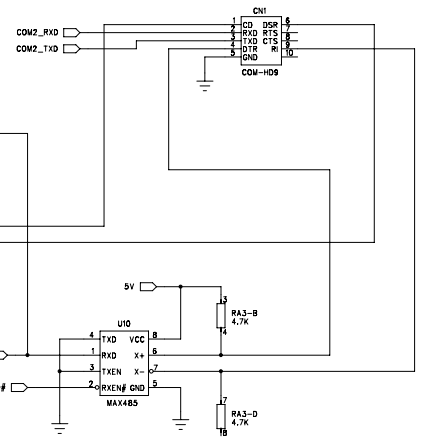 CN1
1 CD DSR 6
COM2_RXD 2 RXD RTS 7
COM2_TXD 3 TXD CTS 8
4 DTR RI 9
5 GND 10
COM-HD9
5V
3
RA3-B
4.7K
4
U10
4 TXD VCC 8
1 RXD X+ 6
3 TXEN X- 7
# 2 RXEN# GND 5
MAX485
7
RA3-D
4.7K
8